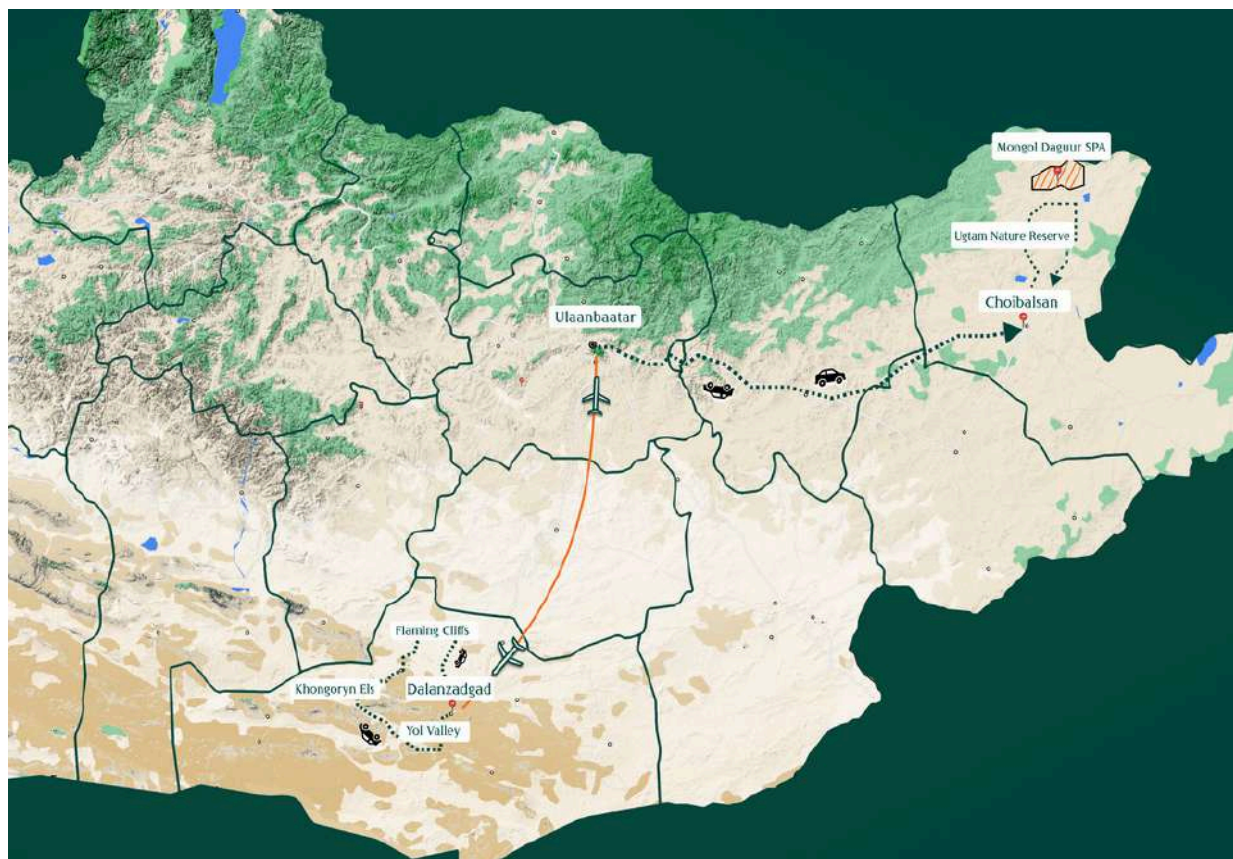 Mongol Daguur SPA
Ugtam Nature Reserve
Choibalsan
Ulaanbaatar
Flaming Cliffs
Khongoryn Els
Dalanzadgad
Yol Valley